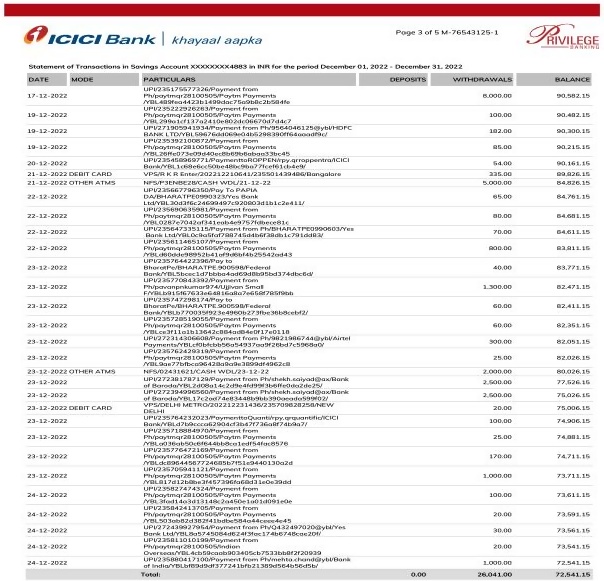 ICICI Bank | khayaal aapka
Page 3 of 5 M-76543125-1
PRIVILEGE
BANKING
Statement of Transactions in Savings Account XXXXXXXX4883 in INR for the period December 01, 2022 - December 31, 2022
DATE MODE PARTICULARS DEPOSITS WITHDRAWALS BALANCE
UPI/235175577326/Payment from
17-12-2022 Ph/paytmqr28100505/Paytm Payments 8,000.00 90,582.15
/YBL489fea4423b1499dac75a9b8c2b584fe
UPI/235222926263/Payment from
19-12-2022 Ph/paytmqr28100505/Paytm Payments 100.00 90,482.15
/YBL299a1cf137a2410e802dc06670d7d4c7
19-12-2022 UPI/271905941934/Payment from Ph/9564046125@ybl/HDFC 182.00 90,300.15
BANK LTD/YBL59676dd069e04b5298390ff64aaadf9c/
UPI/235392100872/Payment from
19-12-2022 Ph/paytmqr28100505/Paytm Payments 85.00 90,215.15
/YBL26ffe073e09d40ec8b69b6abaa33bc45
20-12-2022 UPI/235458969771/PaymenttoROPPEN/rpy.qrroppentra/ICICI 54.00 90,161.15
Bank/YBL1c68e6cc50be48bc9ba77fcef61cb4e9/
21-12-2022 DEBIT CARD VPS/R K R Enter/202212210641/235501439486/Bangalore 335.00 89,826.15
21-12-2022 OTHER ATMS NFS/P3ENBE28/CASH WDL/21-12-22 5,000.00 84,826.15
UPI/235667796350/Pay To PAPIA
22-12-2022 DA/BHARATPE0990323/Yes Bank 65.00 84,761.15
Ltd/YBL30d3f6c24699497c920803d1b1c2e411/
UPI/235690635981/Payment from
22-12-2022 Ph/paytmqr28100505/Paytm Payments 80.00 84,681.15
/YBL0287e7042af341eab4e9757fdbece81c
22-12-2022 UPI/235647335115/Payment from Ph/BHARATPE0990603/Yes 70.00 84,611.15
Bank Ltd/YBL0c9a5faf788745d4b6f38db1c791dd83/
UPI/235611465107/Payment from
22-12-2022 Ph/paytmqr28100505/Paytm Payments 800.00 83,811.15
/YBLd60dde98952b41af9d6bf4b25542ad43
UPI/235764422396/Pay to
23-12-2022 BharatPe/BHARATPE.900598/Federal 40.00 83,771.15
Bank/YBL5bcec1d7bbba4ad69d8b95bd374dbc6d/
UPI/235770843392/Payment from
23-12-2022 Ph/pavanpnkumar974/Ujjivan Small 1,300.00 82,471.15
F/YBLb915f67633e64816a8a7e658f785f9bb
UPI/235747298174/Pay to
23-12-2022 BharatPe/BHARATPE.900598/Federal 60.00 82,411.15
Bank/YBLb770035f923e4960b273fbe36b8cebf2/
UPI/235728519055/Payment from
23-12-2022 Ph/paytmqr28100505/Paytm Payments 60.00 82,351.15
/YBLce3f11a1b13642c884ad84e0f17e0118
23-12-2022 UPI/272314306608/Payment from Ph/9821986744@ybl/Airtel 300.00 82,051.15
Payments/YBLcf0bfcbb56a54937aa9f26bd7c5968a0/
UPI/235762429319/Payment from
23-12-2022 Ph/paytmqr28100505/Paytm Payments 25.00 82,026.15
/YBL9ae77bfbca96428a9a9e3899df4962c8
23-12-2022 OTHER ATMS NFS/02431621/CASH WDL/23-12-22 2,000.00 80,026.15
23-12-2022 UPI/272381787129/Payment from Ph/shekh.saiyad@ax/Bank 2,500.00 77,526.15
of Baroda/YBL2d08a14c2d9e4fd99f3b6ffe0da2de25/
23-12-2022 UPI/272394996560/Payment from Ph/shekh.saiyad@ax/Bank 2,500.00 75,026.15
of Baroda/YBL17c2ad74e83448b9bb390aeada599f02/
23-12-2022 DEBIT CARD VPS/DELHI METRO/202212231436/235709828258/NEW 20.00 75,006.15
DELHI
23-12-2022 UPI/235764232023/PaymenttoQuanti/rpy.qrquantific/ICICI 100.00 74,906.15
Bank/YBLd7b9ccca62904cf3b47f736a8f74b9a7/
UPI/235718884970/Payment from
23-12-2022 Ph/paytmqr28100505/Paytm Payments 25.00 74,881.15
/YBLa036ab50c6f644bb8ca1edf54fac8576
UPI/235776472169/Payment from
23-12-2022 Ph/paytmqr28100505/Paytm Payments 170.00 74,711.15
/YBLdc89644567724685b7f51e9440130a2d
UPI/235705941121/Payment from
23-12-2022 Ph/paytmqr28100505/Paytm Payments 1,000.00 73,711.15
/YBL817d12b8be3f457396fa68d31e0e39dd
UPI/235827474324/Payment from
24-12-2022 Ph/paytmqr28100505/Paytm Payments 100.00 73,611.15
/YBL3fad14a3d13148c2a450e1a01d091e0e
UPI/235842413705/Payment from
24-12-2022 Ph/paytmqr28100505/Paytm Payments 20.00 73,591.15
/YBL503ab82d382f41bdbe584a44ceee4e45
24-12-2022 UPI/272439927954/Payment from Ph/Q432497020@ybl/Yes 30.00 73,561.15
Bank Ltd/YBL8a5745084d624f3fac174b6748cae20f/
UPI/235811010199/Payment from
24-12-2022 Ph/paytmqr28100505/Indian 20.00 73,541.15
Overseas/YBL4cb59caab903405cb7533bb8f2f20939
24-12-2022 UPI/235880417100/Payment from Ph/mehta.chand@ybl/Bank 1,000.00 72,541.15
of India/YBLbf89d9df377241bfb21389d564b56d5b/
Total: 0.00 26,041.00 72,541.15